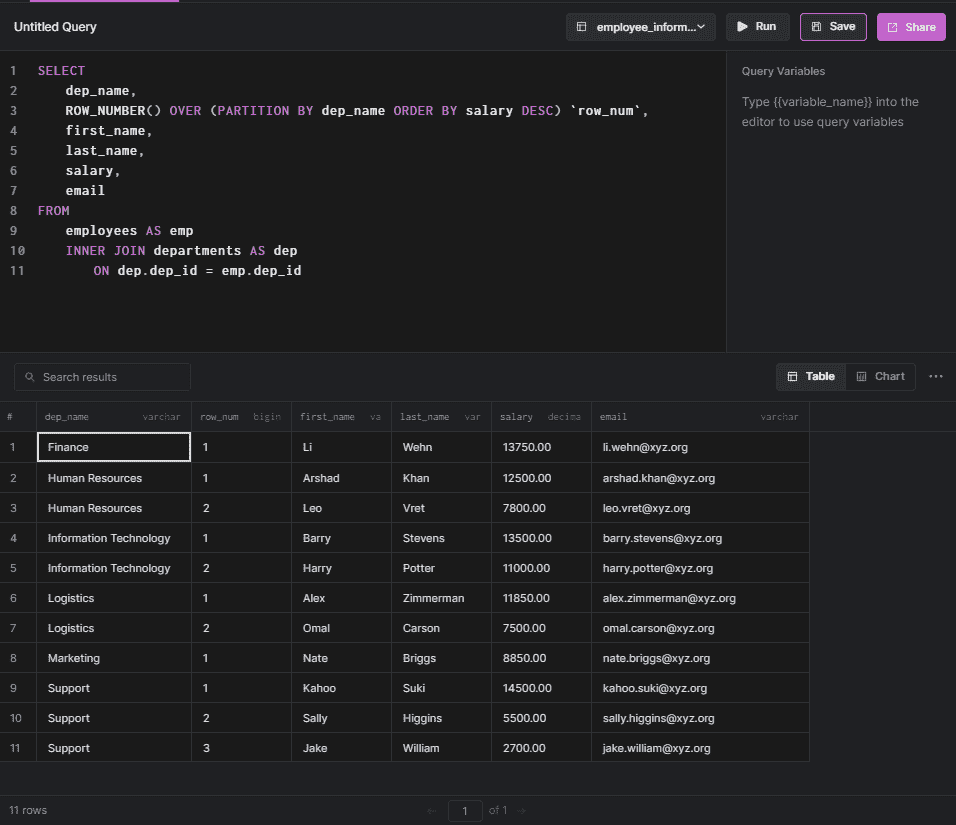 Untitled Query
employee_inform...
Run
Save
Share
1 SELECT
2 dep_name,
3 ROW_NUMBER() OVER (PARTITION BY dep_name ORDER BY salary DESC) `row_num`,
4 first_name,
5 last_name,
6 salary,
7 email
8 FROM
9 employees AS emp
10 INNER JOIN departments AS dep
11 ON dep.dep_id = emp.dep_id
Query Variables
Type {{variable_name}} into the
editor to use query variables
Search results
Table
Chart
# dep_name varchar row_num bigin first_name va last_name var salary decima email varchar
1 Finance 1 Li Wehn 13750.00 li.wehn@xyz.org
2 Human Resources 1 Arshad Khan 12500.00 arshad.khan@xyz.org
3 Human Resources 2 Leo Vret 7800.00 leo.vret@xyz.org
4 Information Technology 1 Barry Stevens 13500.00 barry.stevens@xyz.org
5 Information Technology 2 Harry Potter 11000.00 harry.potter@xyz.org
6 Logistics 1 Alex Zimmerman 11850.00 alex.zimmerman@xyz.org
7 Logistics 2 Omal Carson 7500.00 omal.carson@xyz.org
8 Marketing 1 Nate Briggs 8850.00 nate.briggs@xyz.org
9 Support 1 Kahoo Suki 14500.00 kahoo.suki@xyz.org
10 Support 2 Sally Higgins 5500.00 sally.higgins@xyz.org
11 Support 3 Jake William 2700.00 jake.william@xyz.org
11 rows
1 of 1